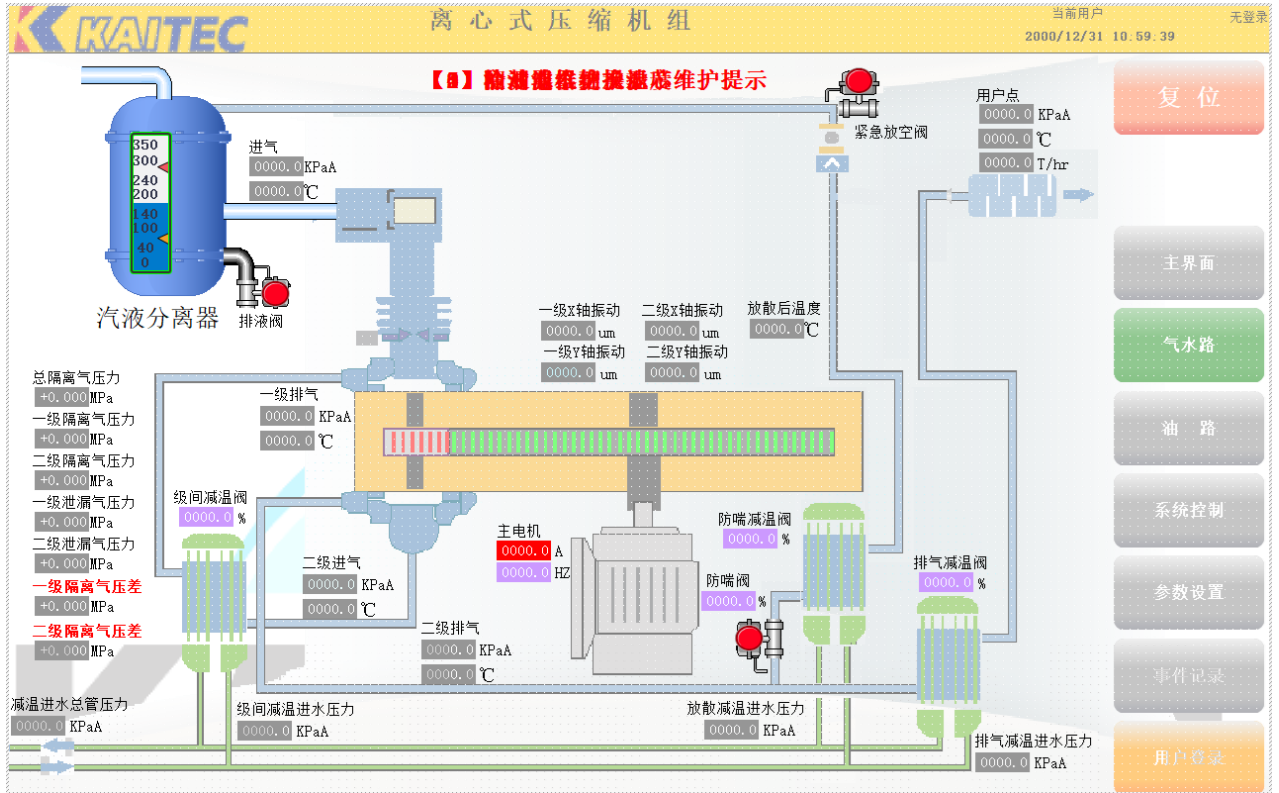 KAITEC
离心式压缩机组
当前用户
无登录
2000/12/31 10:59:39
维护提示
复 位
用户点
0000.0 KPaA
0000.0 ℃
0000.0 T/hr
紧急放空阀
进气
0000.0 KPaA
0000.0 ℃
350
300
240
200
140
100
40
0
汽液分离器
排液阀
主界面
气水路
油 路
系统控制
参数设置
事件记录
用户登录
一级X轴振动
0000.0 um
二级X轴振动
0000.0 um
放散后温度
0000.0 ℃
一级Y轴振动
0000.0 um
二级Y轴振动
0000.0 um
总隔离气压力
+0.000 MPa
一级隔离气压力
+0.000 MPa
二级隔离气压力
+0.000 MPa
一级泄漏气压力
+0.000 MPa
二级泄漏气压力
+0.000 MPa
一级隔离气压差
+0.000 MPa
二级隔离气压差
+0.000 MPa
一级排气
0000.0 KPaA
0000.0 ℃
级间减温阀
0000.0 %
二级进气
0000.0 KPaA
0000.0 ℃
主电机
0000.0 A
0000.0 HZ
防喘减温阀
0000.0 %
防喘阀
0000.0 %
排气减温阀
0000.0 %
二级排气
0000.0 KPaA
0000.0 ℃
减温进水总管压力
0000.0 KPaA
级间减温进水压力
0000.0 KPaA
放散减温进水压力
0000.0 KPaA
排气减温进水压力
0000.0 KPaA